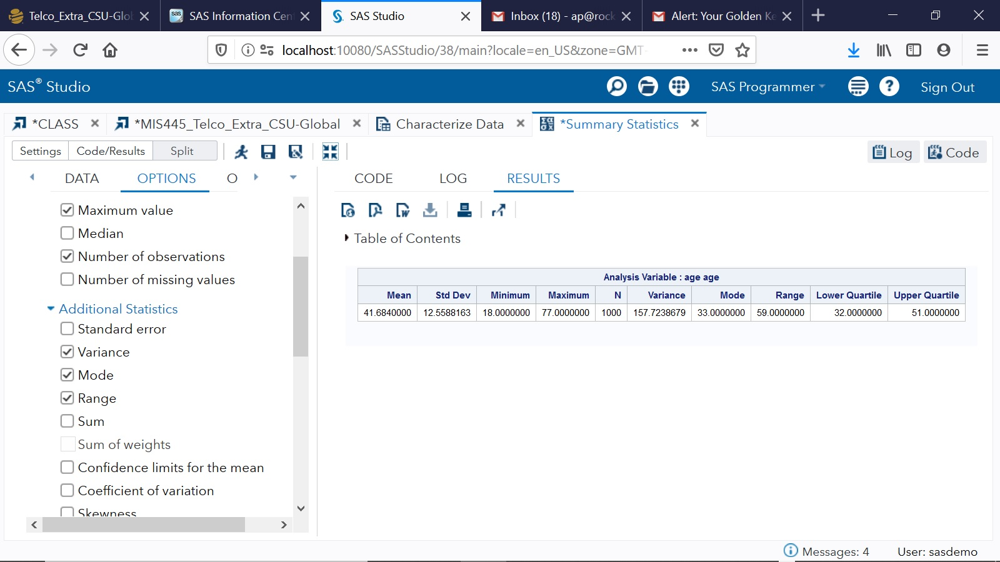 Telco_Extra_CSU-Glo
SAS Information Cen
SAS Studio
Inbox (18) - ap@rock
Alert: Your Golden Ke
localhost:10080/SASStudio/38/main?locale=en_US&zone=GMT-
SAS® Studio
SAS Programmer
Sign Out
*CLASS
*MIS445_Telco_Extra_CSU-Global
Characterize Data
*Summary Statistics
Settings
Code/Results
Split
Log
Code
DATA
OPTIONS
O
CODE
LOG
RESULTS
Maximum value
Median
Number of observations
Number of missing values
Additional Statistics
Standard error
Variance
Mode
Range
Sum
Sum of weights
Confidence limits for the mean
Coefficient of variation
Skewness
Table of Contents
Analysis Variable : age age
Mean Std Dev Minimum Maximum N Variance Mode Range Lower Quartile Upper Quartile
41.6840000 12.5588163 18.0000000 77.0000000 1000 157.7238679 33.0000000 59.0000000 32.0000000 51.0000000
Messages: 4
User: sasdemo